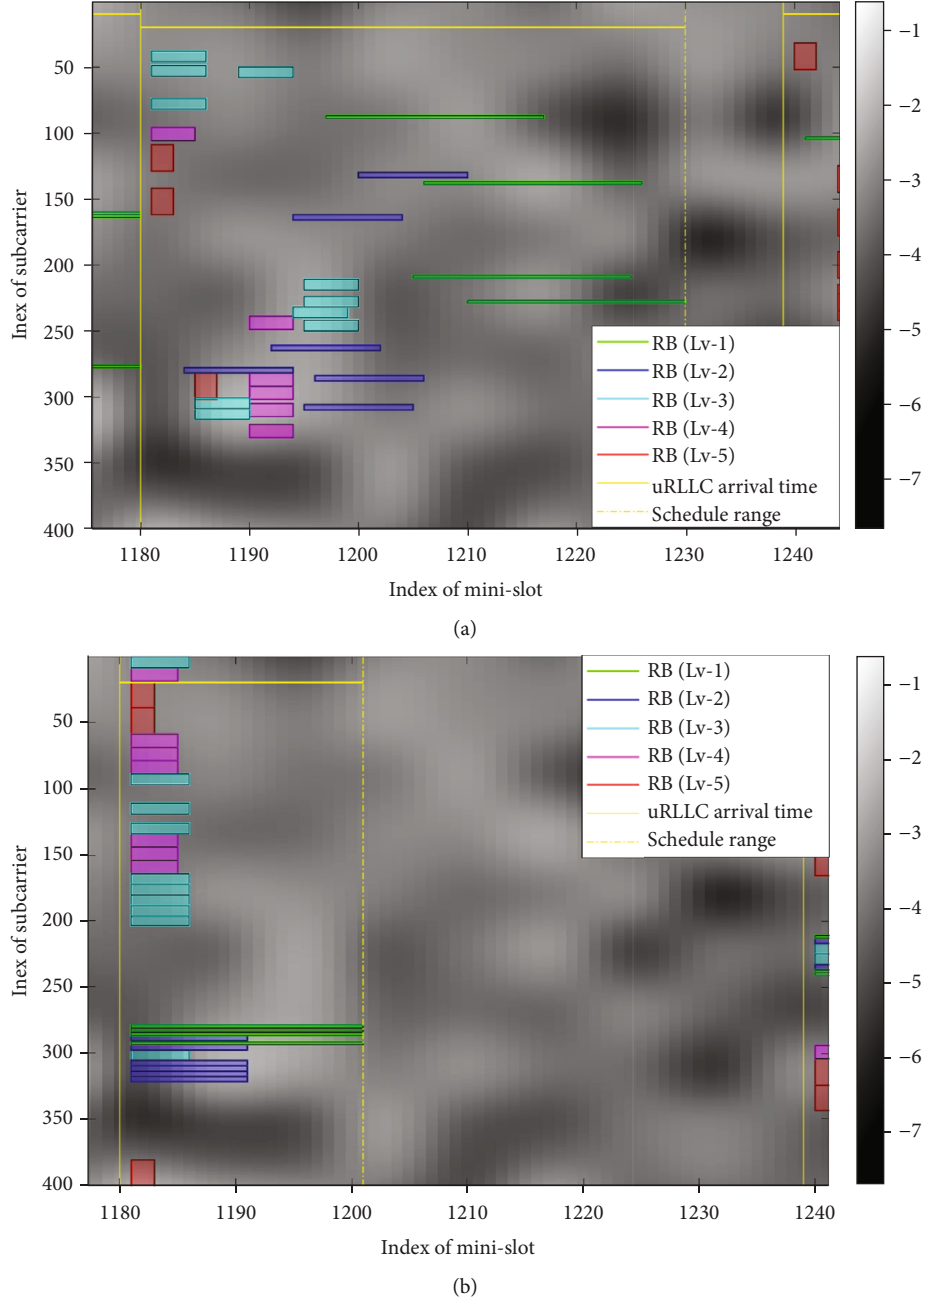 50
100
150
200
250
300
350
400
Inex of subcarrier
1180
1190
1200
1210
1220
1230
1240
Index of mini-slot
RB (Lv-1)
RB (Lv-2)
RB (Lv-3)
RB (Lv-4)
RB (Lv-5)
uRLLC arrival time
Schedule range
−1
−2
−3
−4
−5
−6
−7
(a)
50
100
150
200
250
300
350
400
Inex of subcarrier
1180
1190
1200
1210
1220
1230
1240
Index of mini-slot
RB (Lv-1)
RB (Lv-2)
RB (Lv-3)
RB (Lv-4)
RB (Lv-5)
uRLLC arrival time
Schedule range
−1
−2
−3
−4
−5
−6
−7
(b)